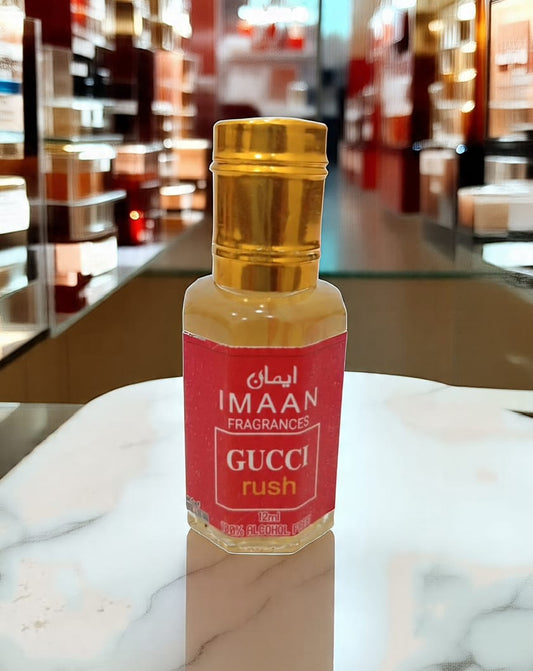 ايمان
IMAAN
FRAGRANCES
GUCCI
rush
12ml
100% ALCOHOL FREE